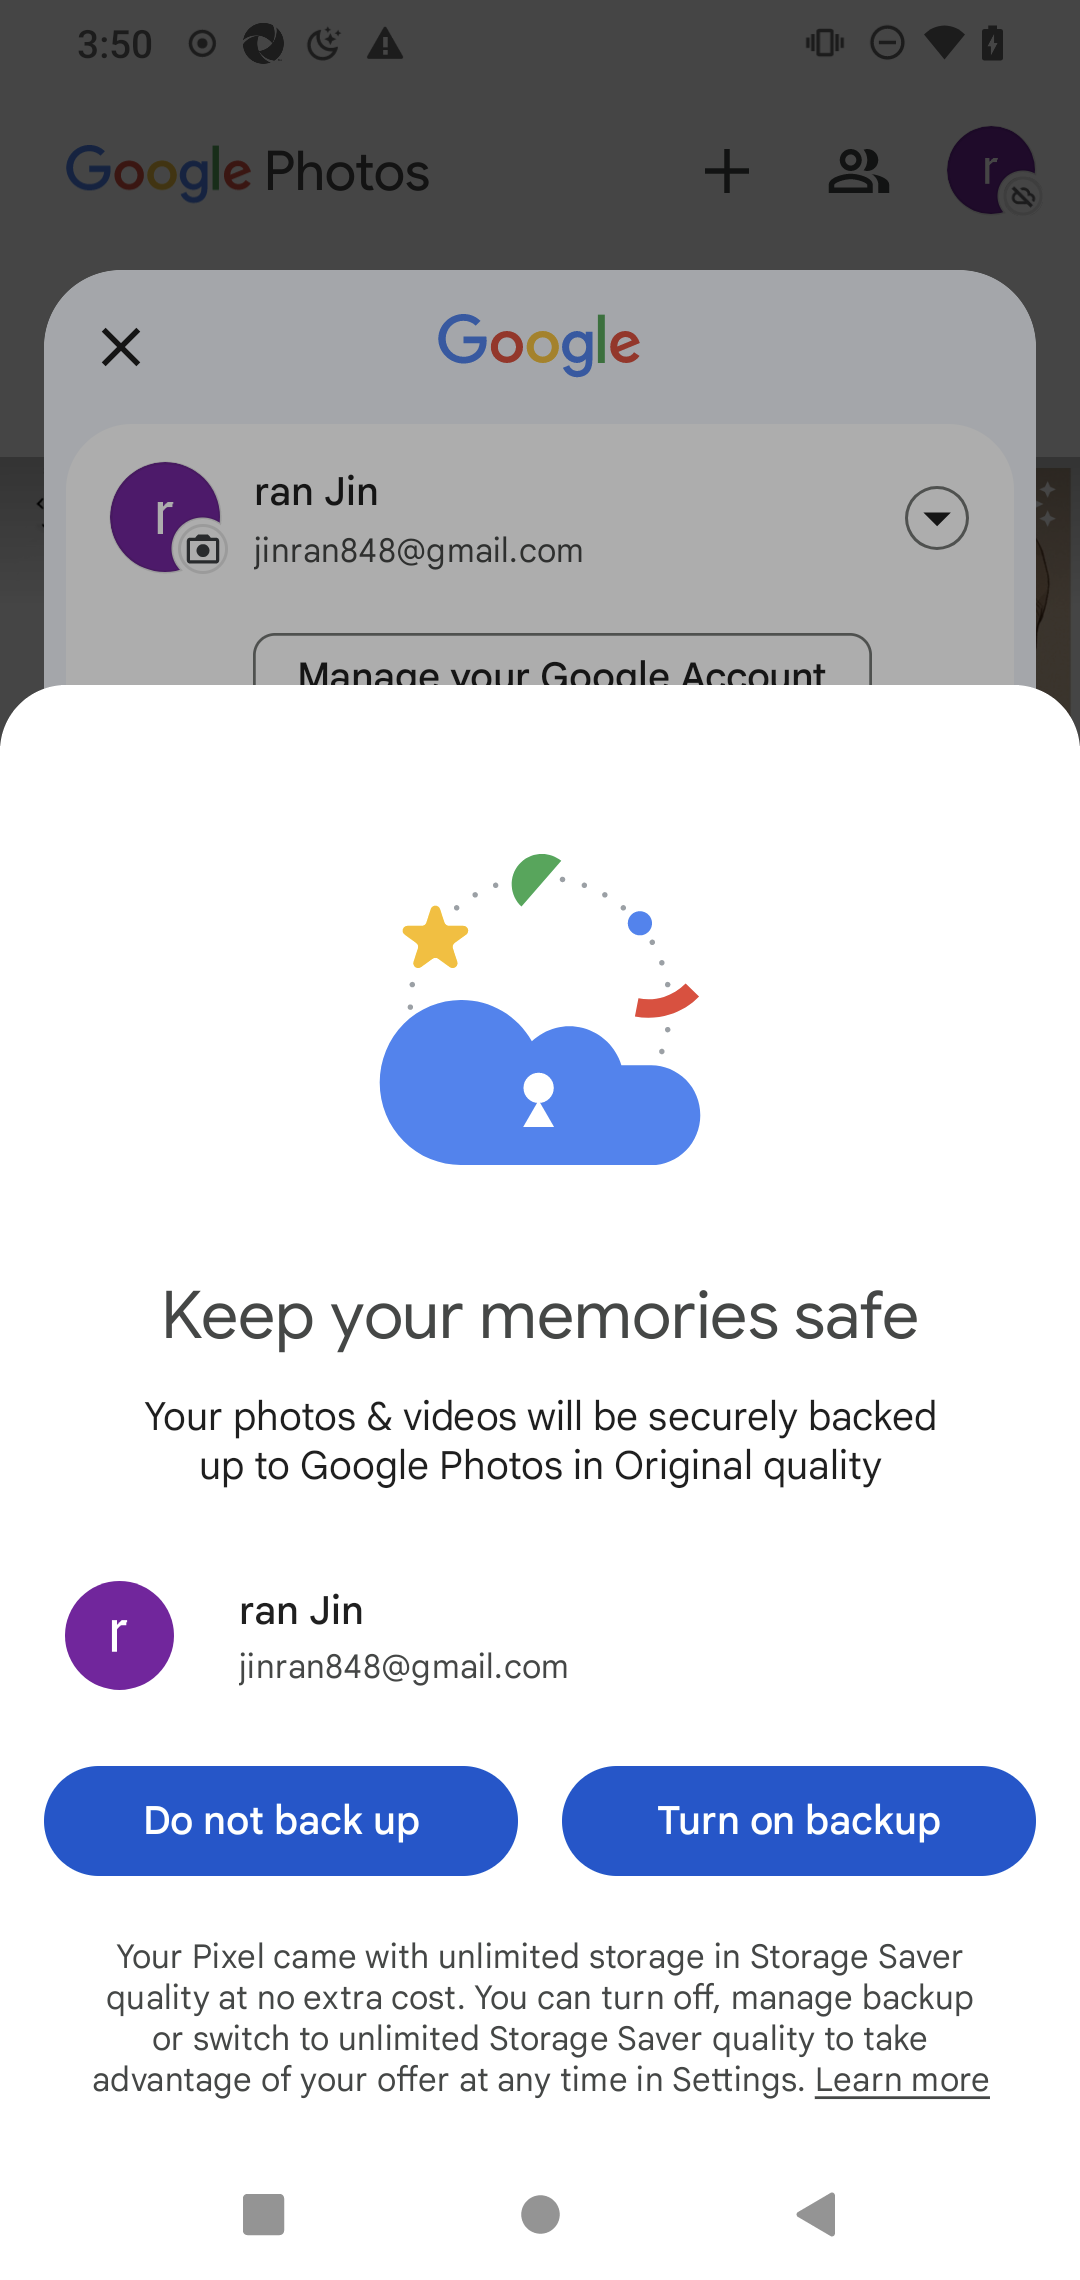 3:50
Google Photos
r
Google
r
ran Jin
jinran848@gmail.com
Manage your Google Account
Keep your memories safe
Your photos & videos will be securely backed
up to Google Photos in Original quality
r
ran Jin
jinran848@gmail.com
Do not back up
Turn on backup
Your Pixel came with unlimited storage in Storage Saver
quality at no extra cost. You can turn off, manage backup
or switch to unlimited Storage Saver quality to take
advantage of your offer at any time in Settings. Learn more